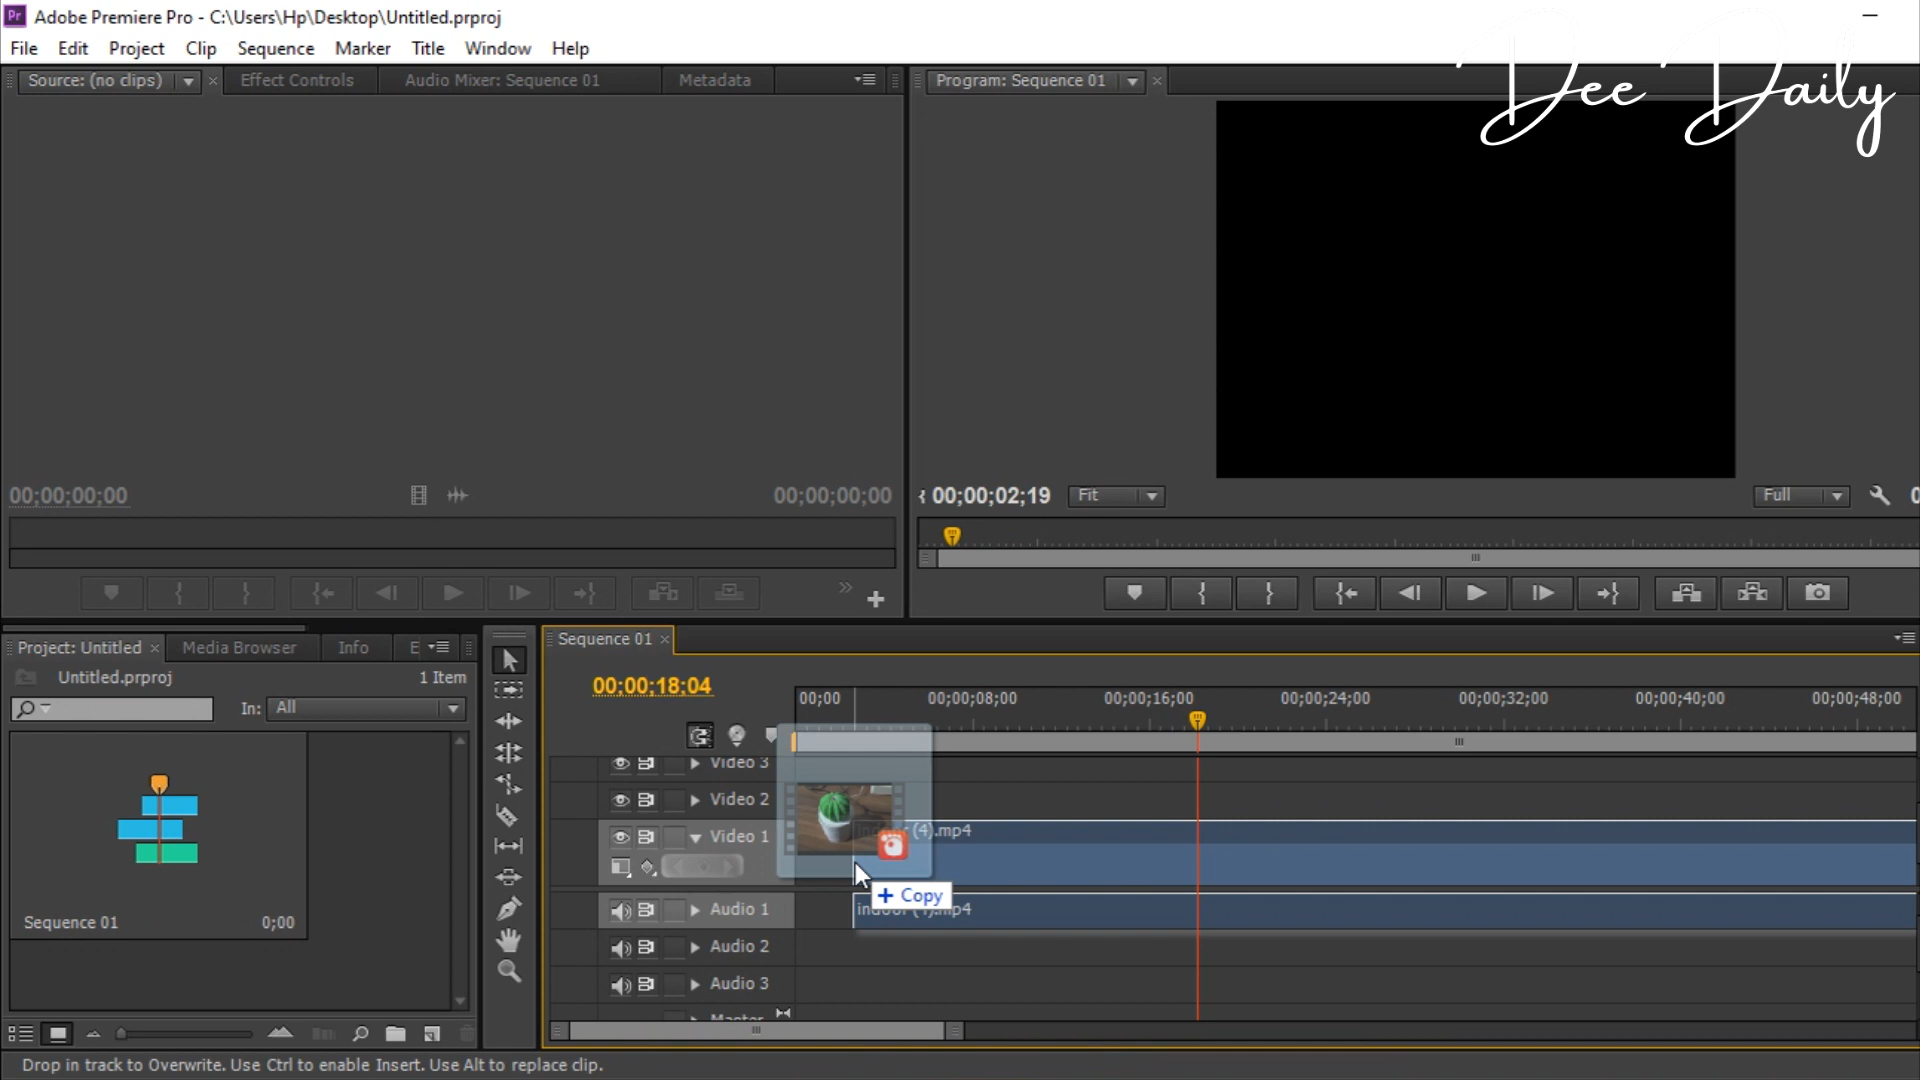 Pr Adobe Premiere Pro - C:\Users\Hp\Desktop\Untitled.prproj
File Edit Project Clip Sequence Marker Title Window Help
Dee Daily
Source: (no clips) Effect Controls Audio Mixer: Sequence 01 Metadata
Program: Sequence 01
00;00;00;00 00;00;00;00
00;00;02;19 Fit Full
Project: Untitled Media Browser Info E
Untitled.prproj 1 Item
In: All
Sequence 01 0;00
Sequence 01
00;00;18;04
00;00 00;00;08;00 00;00;16;00 00;00;24;00 00;00;32;00 00;00;40;00 00;00;48;00
Video 3
Video 2
Video 1 (4).mp4
+ Copy
Audio 1
Audio 2
Audio 3
Master
Drop in track to Overwrite. Use Ctrl to enable Insert. Use Alt to replace clip.